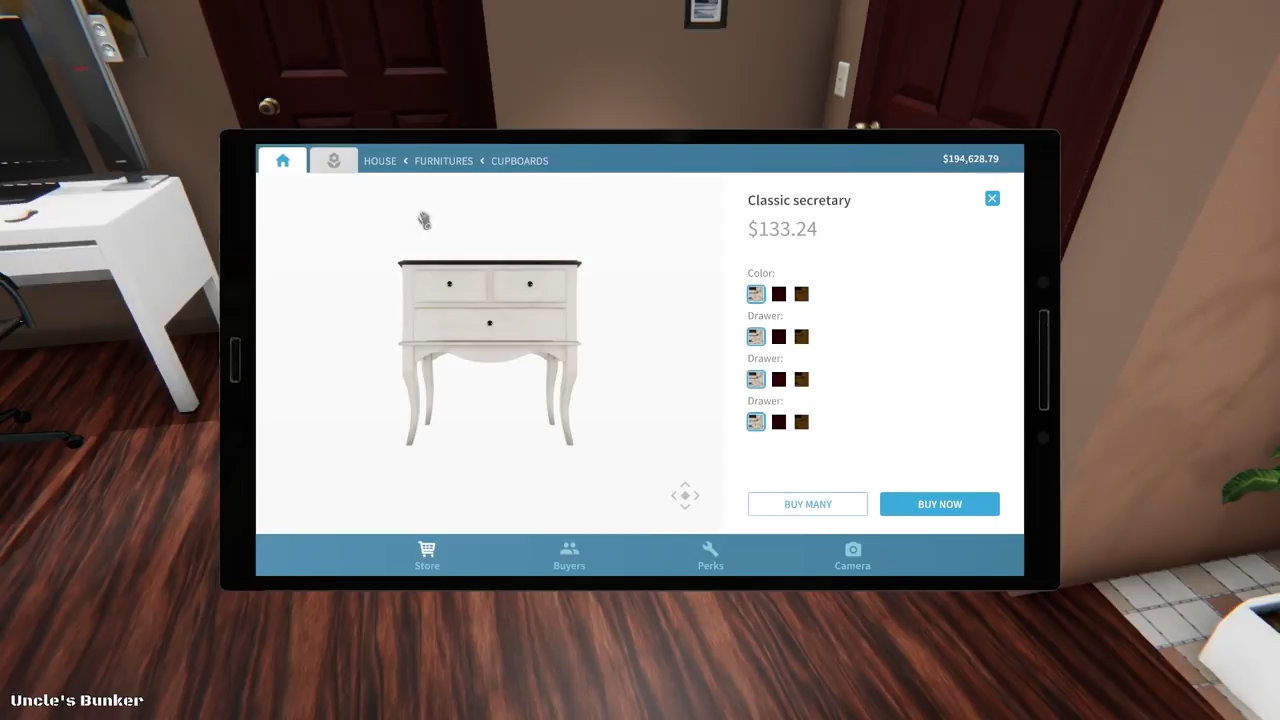 HOUSE < FURNITURES < CUPBOARDS
$194,628.79
Classic secretary
$133.24
Color:
Drawer:
Drawer:
Drawer:
BUY MANY
BUY NOW
Store
Buyers
Perks
Camera
Uncle's Bunker